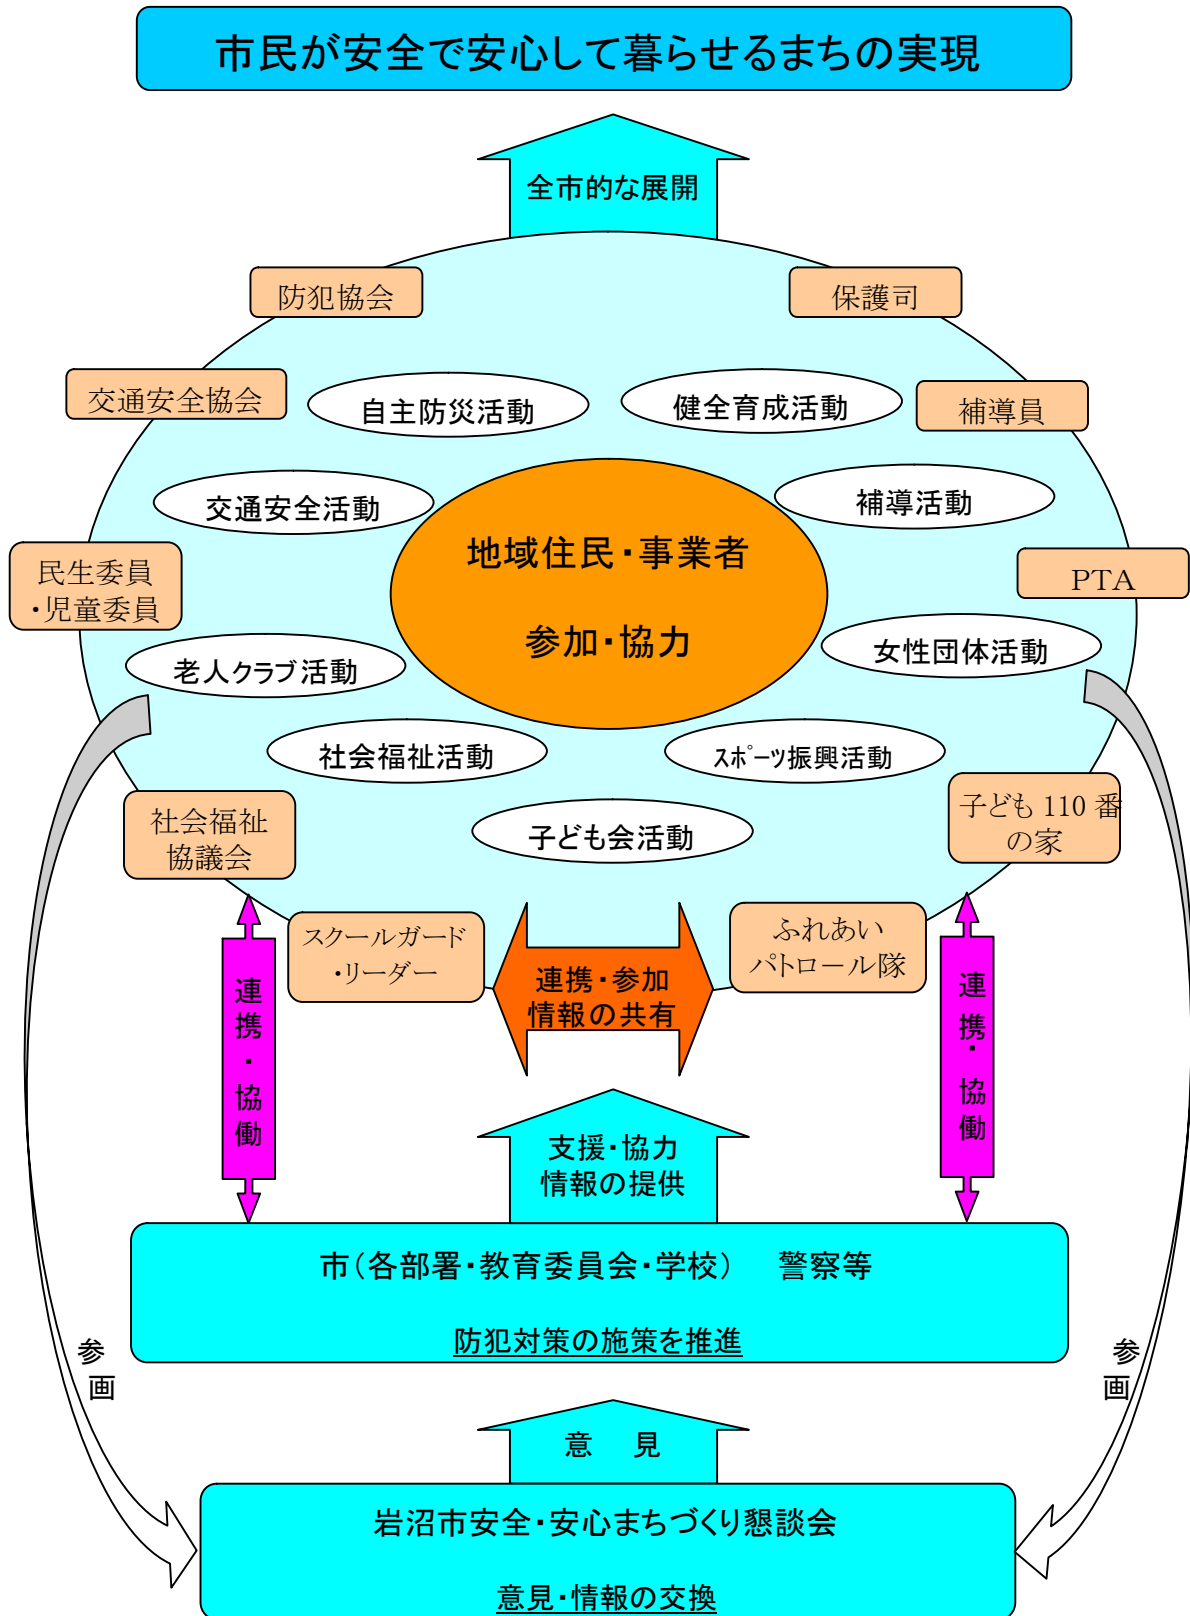 市民が安全で安心して暮らせるまちの実現
全市的な展開
防犯協会
保護司
交通安全協会
自主防災活動
健全育成活動
補導員
交通安全活動
補導活動
地域住民・事業者
参加・協力
民生委員
・児童委員
PTA
老人クラブ活動
女性団体活動
社会福祉活動
スポーツ振興活動
社会福祉
協議会
子ども会活動
子ども 110 番
の家
スクールガード
・リーダー
連携・参加
情報の共有
ふれあい
パトロール隊
連携・協働
連携・協働
支援・協力
情報の提供
市（各部署・教育委員会・学校）　警察等
防犯対策の施策を推進
参画
参画
意　見
岩沼市安全・安心まちづくり懇談会
意見・情報の交換